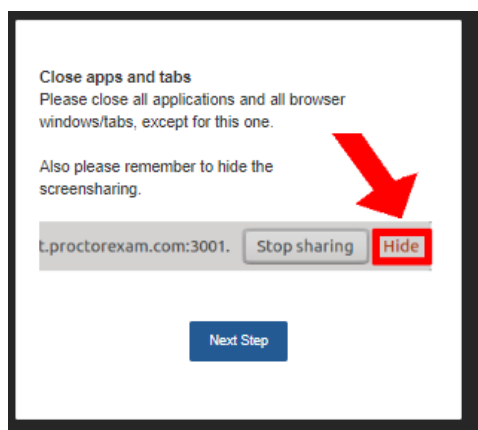 Close apps and tabs
Please close all applications and all browser
windows/tabs, except for this one.
Also please remember to hide the
screensharing.
t.proctorexam.com:3001. Stop sharing Hide
Next Step